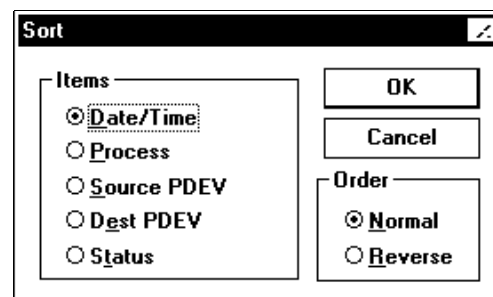 Sort
Items
Date/Time
Process
Source PDEV
Dest PDEV
Status
OK
Cancel
Order
Normal
Reverse